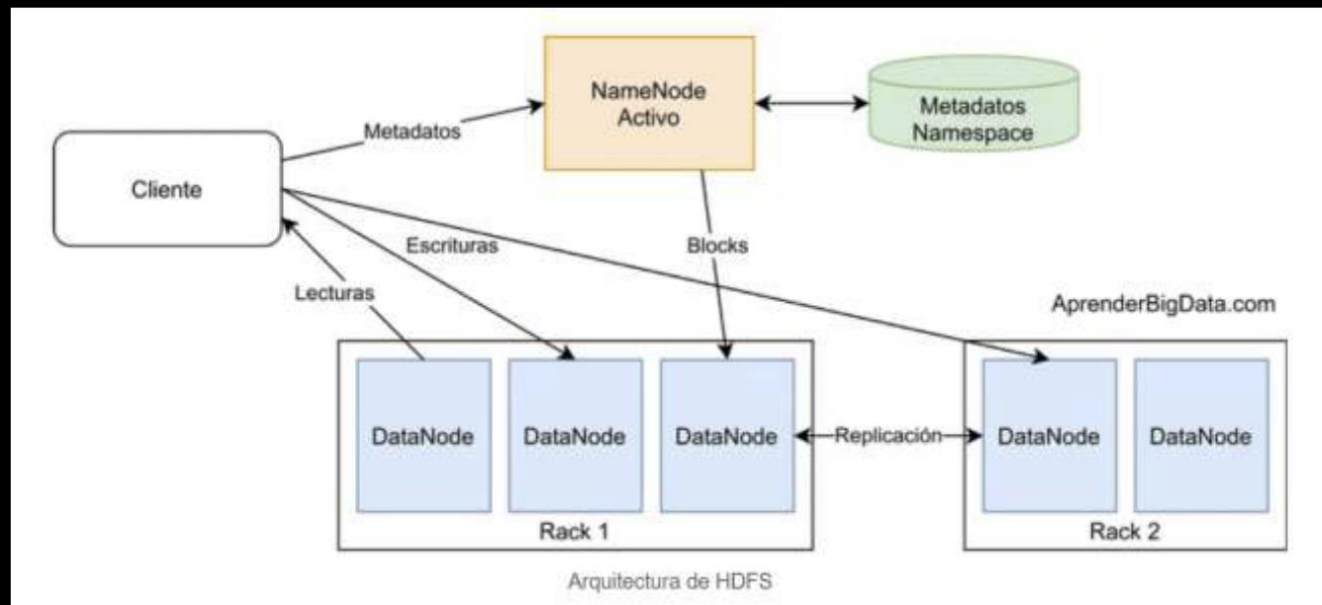 NameNode
Activo
Metadatos
Namespace
Metadatos
Cliente
Escrituras
Blocks
Lecturas
AprenderBigData.com
DataNode
DataNode
DataNode
Replicación
DataNode
DataNode
Rack 1
Rack 2
Arquitectura de HDFS